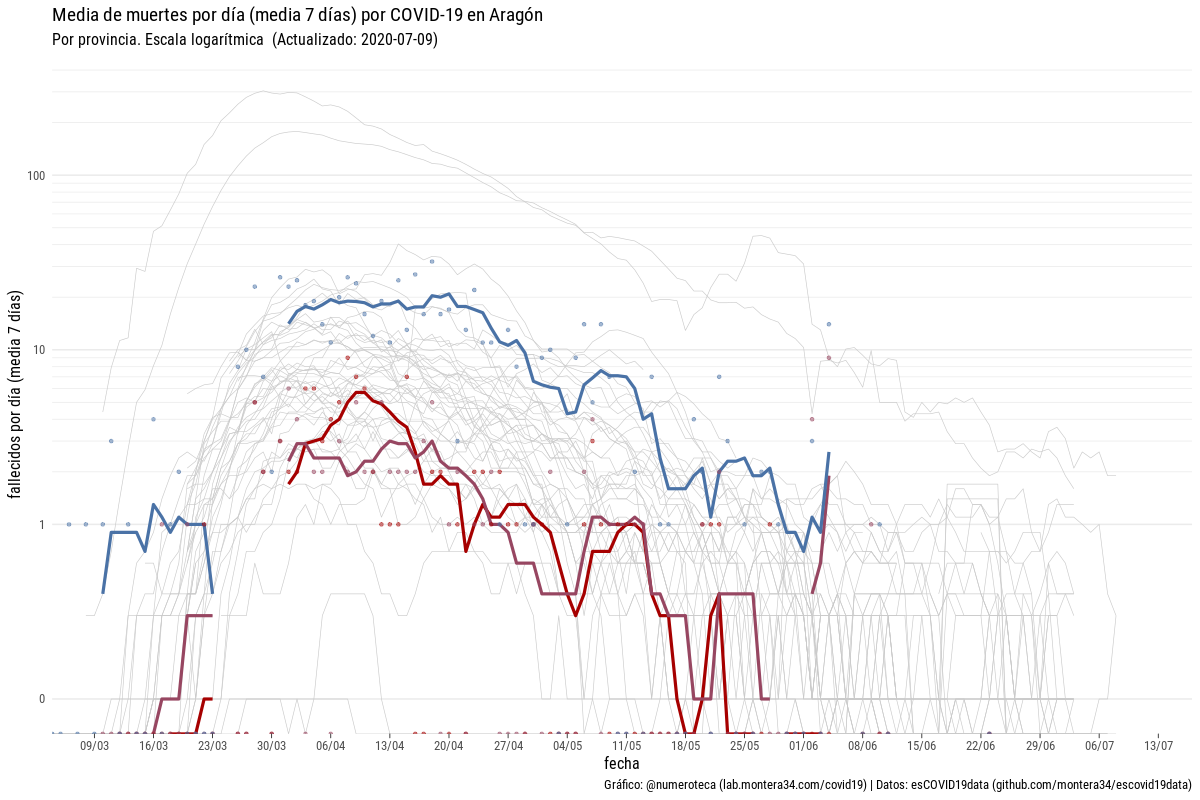 Media de muertes por día (media 7 días) por COVID-19 en Aragón
Por provincia. Escala logarítmica (Actualizado: 2020-07-09)
fallecidos por día (media 7 días)
100
10
1
0
09/03 16/03 23/03 30/03 06/04 13/04 20/04 27/04 04/05 11/05 18/05 25/05 01/06 08/06 15/06 22/06 29/06 06/07 13/07
fecha
Gráfico: @numeroteca (lab.montera34.com/covid19) | Datos: esCOVID19data (github.com/montera34/escovid19data)